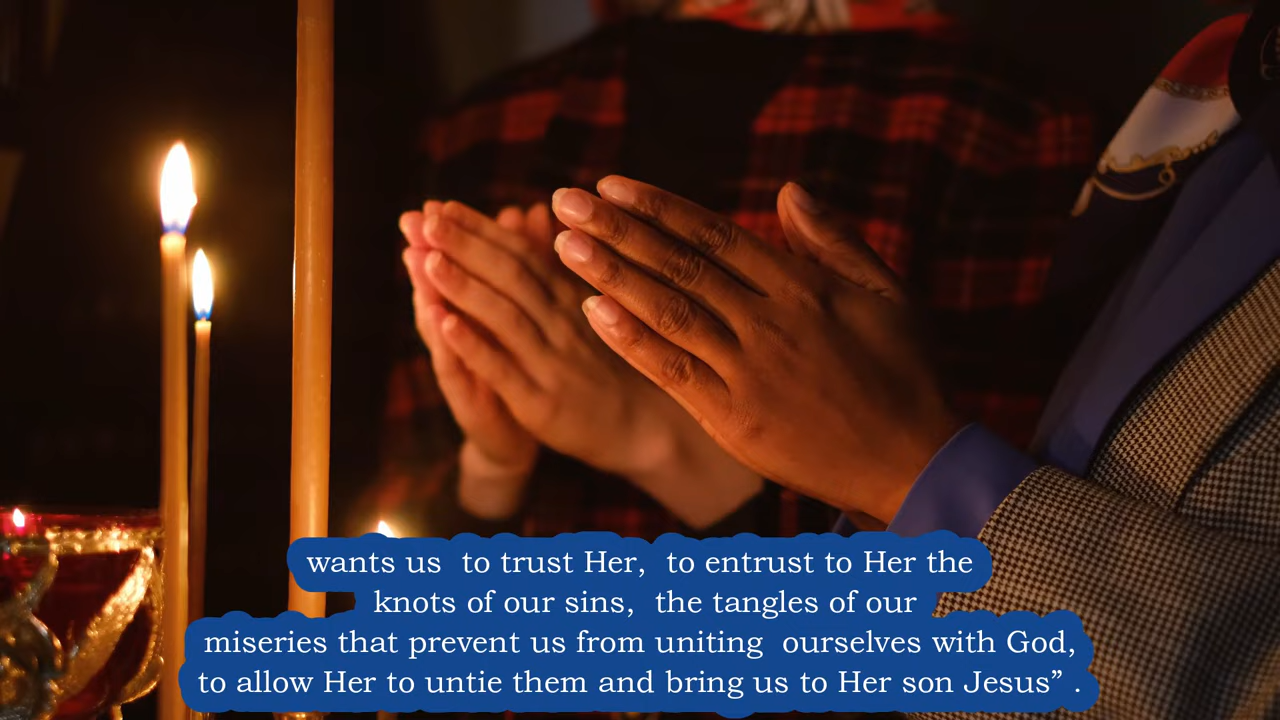 wants us to trust Her, to entrust to Her the
knots of our sins, the tangles of our
miseries that prevent us from uniting ourselves with God,
to allow Her to untie them and bring us to Her son Jesus” .